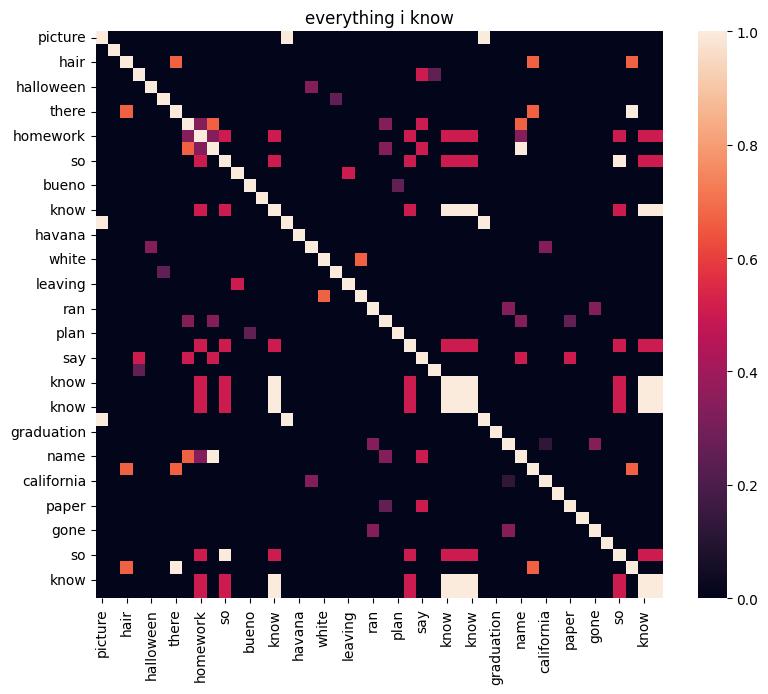 everything i know
picture
hair
halloween
there
homework
so
bueno
know
havana
white
leaving
ran
plan
say
know
know
graduation
name
california
paper
gone
so
know
1.0
0.8
0.6
0.4
0.2
0.0
picture
hair
halloween
there
homework
so
bueno
know
havana
white
leaving
ran
plan
say
know
know
graduation
name
california
paper
gone
so
know